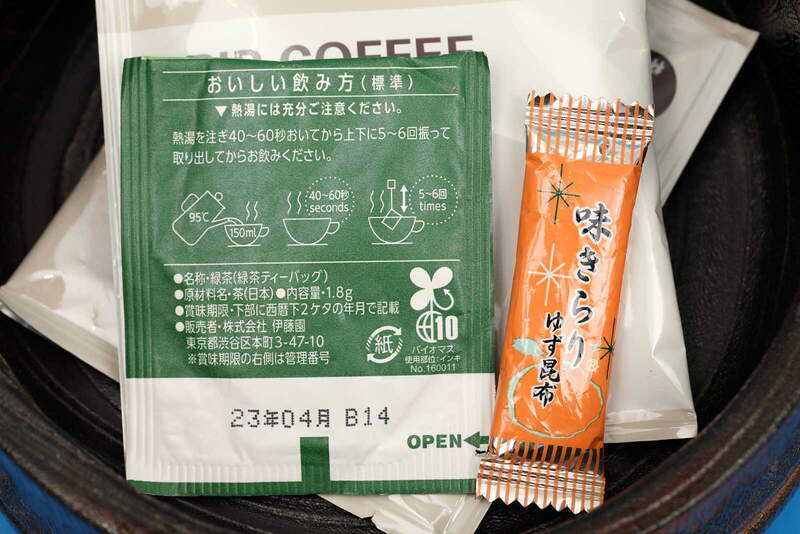 DRIP COFFEE
おいしい飲み方(標準)
▼熱湯には充分ご注意ください。
熱湯を注ぎ40〜60秒おいてから上下に5〜6回振って
取り出してからお飲みください。
95℃
150ml
40〜60秒
seconds
5〜6回
times
●名称・緑茶(緑茶ティーバッグ)
●原材料名・茶(日本)●内容量・1.8g
●賞味期限・下部に西暦下2ケタの年月で記載
●販売者・株式会社 伊藤園
東京都渋谷区本町3-47-10
※賞味期限の右側は管理番号
紙
10
バイオマス
使用部位:インキ
No.160011
23年04月 B14
OPEN
味きらり
ゆず昆布